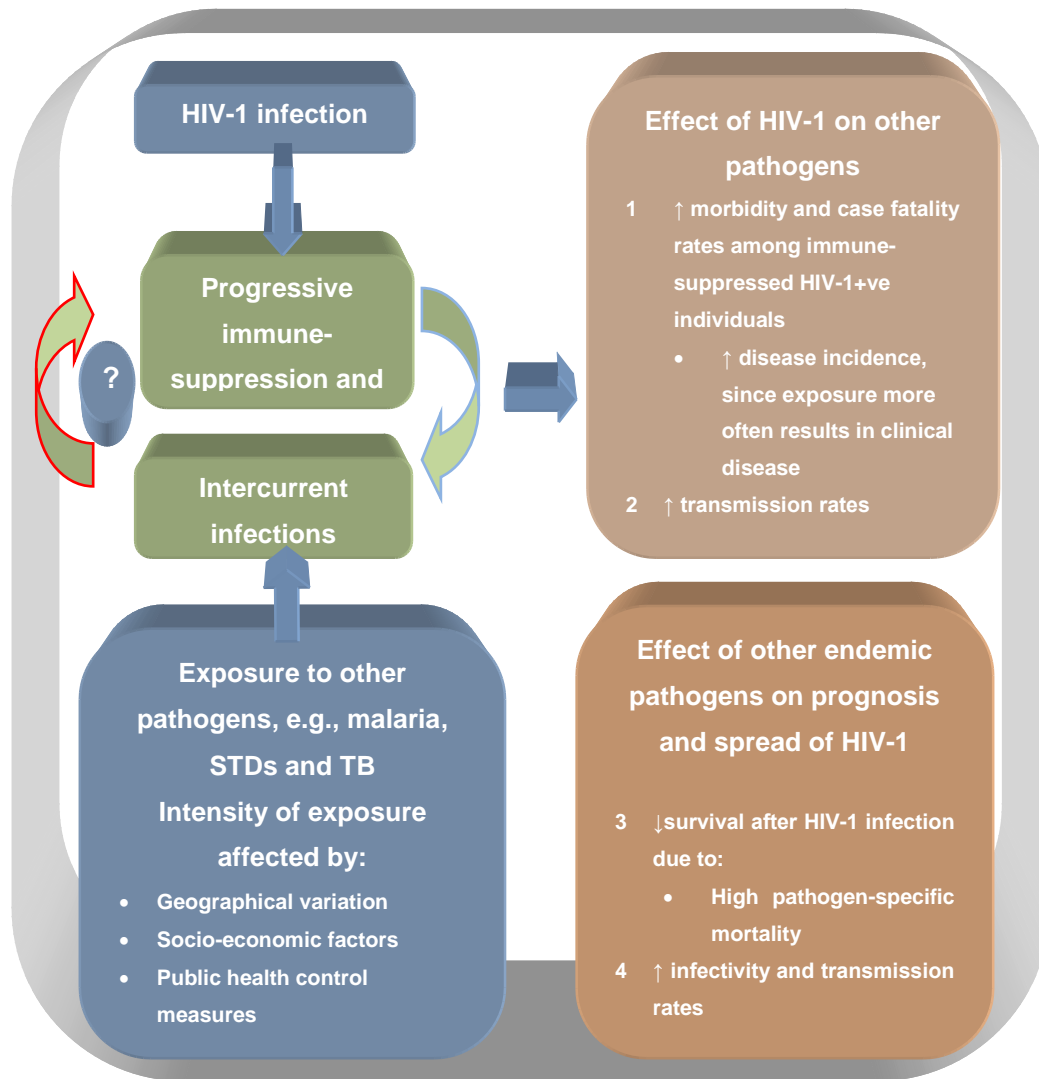 HIV-1 infection
Progressive
immune-
suppression and
?
Intercurrent
infections
Exposure to other
pathogens, e.g., malaria,
STDs and TB
Intensity of exposure
affected by:
• Geographical variation
• Socio-economic factors
• Public health control
measures
Effect of HIV-1 on other
pathogens
1 ↑ morbidity and case fatality
rates among immune-
suppressed HIV-1+ve
individuals
• ↑ disease incidence,
since exposure more
often results in clinical
disease
2 ↑ transmission rates
Effect of other endemic
pathogens on prognosis
and spread of HIV-1
3 ↓survival after HIV-1 infection
due to:
• High pathogen-specific
mortality
4 ↑ infectivity and transmission
rates